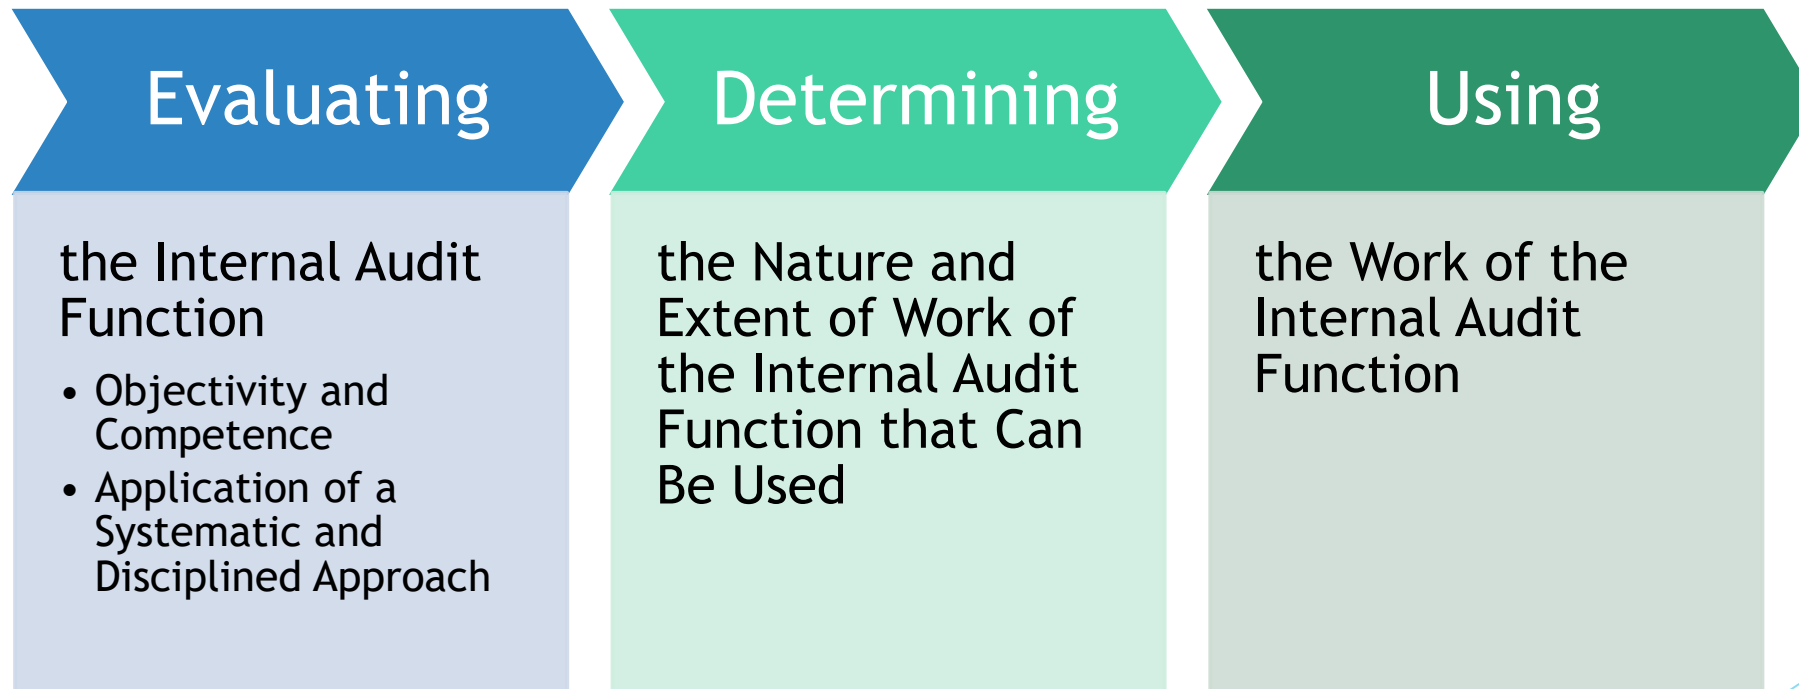 Evaluating
the Internal Audit
Function
• Objectivity and
Competence
• Application of a
Systematic and
Disciplined Approach
Determining
the Nature and
Extent of Work of
the Internal Audit
Function that Can
Be Used
Using
the Work of the
Internal Audit
Function